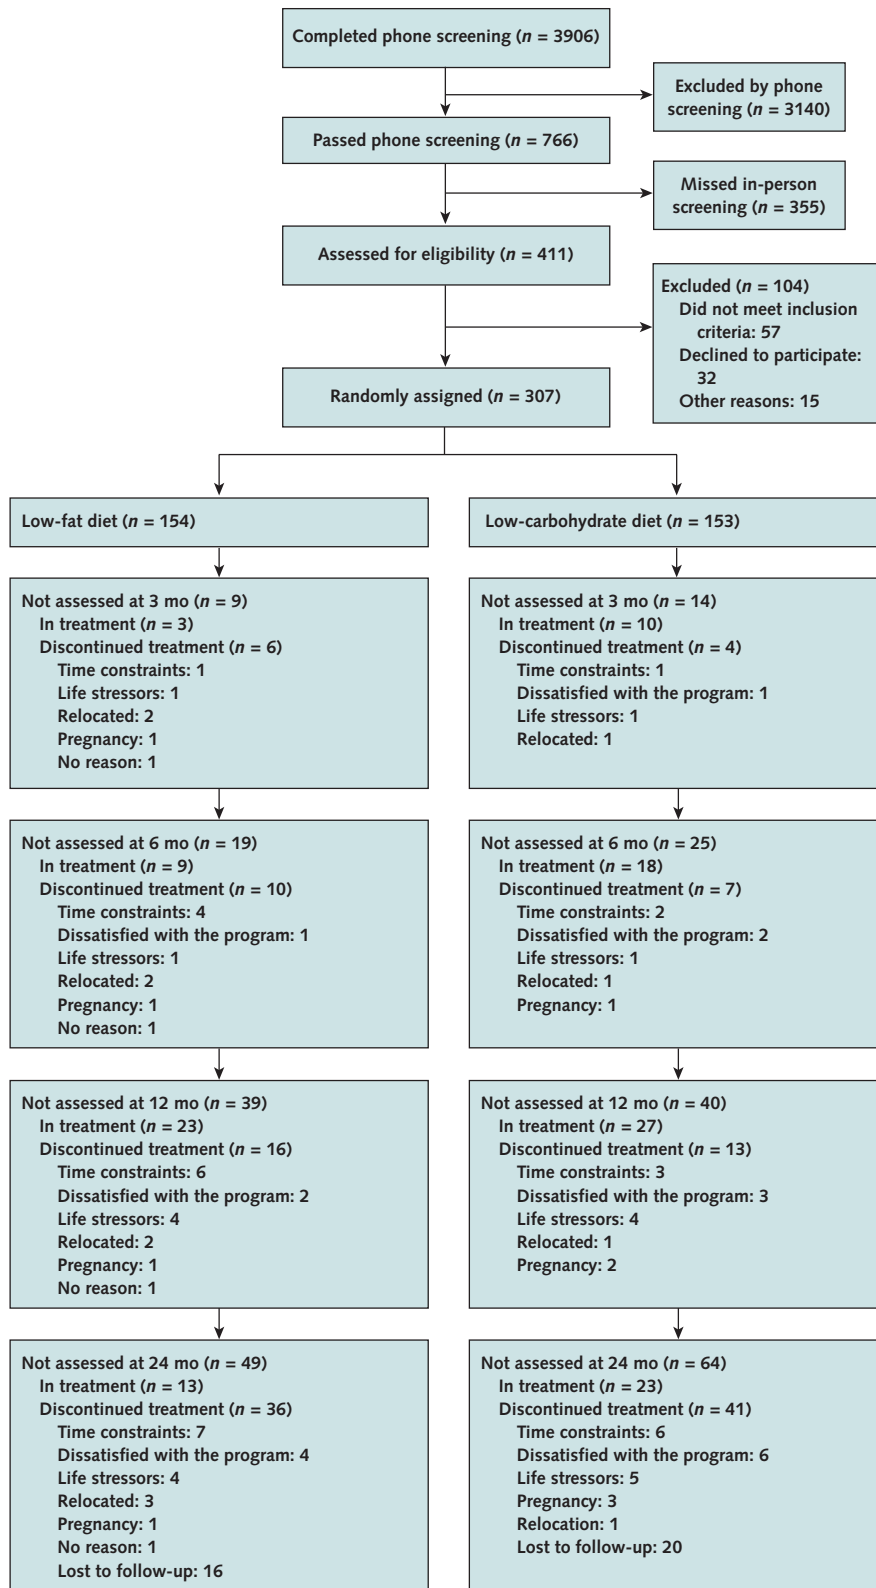 Completed phone screening (n = 3906)
Excluded by phone
screening (n = 3140)
Passed phone screening (n = 766)
Missed in-person
screening (n = 355)
Assessed for eligibility (n = 411)
Excluded (n = 104)
Did not meet inclusion
criteria: 57
Declined to participate:
32
Other reasons: 15
Randomly assigned (n = 307)
Low-fat diet (n = 154)
Low-carbohydrate diet (n = 153)
Not assessed at 3 mo (n = 9)
In treatment (n = 3)
Discontinued treatment (n = 6)
Time constraints: 1
Life stressors: 1
Relocated: 2
Pregnancy: 1
No reason: 1
Not assessed at 3 mo (n = 14)
In treatment (n = 10)
Discontinued treatment (n = 4)
Time constraints: 1
Dissatisfied with the program: 1
Life stressors: 1
Relocated: 1
Not assessed at 6 mo (n = 19)
In treatment (n = 9)
Discontinued treatment (n = 10)
Time constraints: 4
Dissatisfied with the program: 1
Life stressors: 1
Relocated: 2
Pregnancy: 1
No reason: 1
Not assessed at 6 mo (n = 25)
In treatment (n = 18)
Discontinued treatment (n = 7)
Time constraints: 2
Dissatisfied with the program: 2
Life stressors: 1
Relocated: 1
Pregnancy: 1
Not assessed at 12 mo (n = 39)
In treatment (n = 23)
Discontinued treatment (n = 16)
Time constraints: 6
Dissatisfied with the program: 2
Life stressors: 4
Relocated: 2
Pregnancy: 1
No reason: 1
Not assessed at 12 mo (n = 40)
In treatment (n = 27)
Discontinued treatment (n = 13)
Time constraints: 3
Dissatisfied with the program: 3
Life stressors: 4
Relocated: 1
Pregnancy: 2
Not assessed at 24 mo (n = 49)
In treatment (n = 13)
Discontinued treatment (n = 36)
Time constraints: 7
Dissatisfied with the program: 4
Life stressors: 4
Relocated: 3
Pregnancy: 1
No reason: 1
Lost to follow-up: 16
Not assessed at 24 mo (n = 64)
In treatment (n = 23)
Discontinued treatment (n = 41)
Time constraints: 6
Dissatisfied with the program: 6
Life stressors: 5
Pregnancy: 3
Relocation: 1
Lost to follow-up: 20